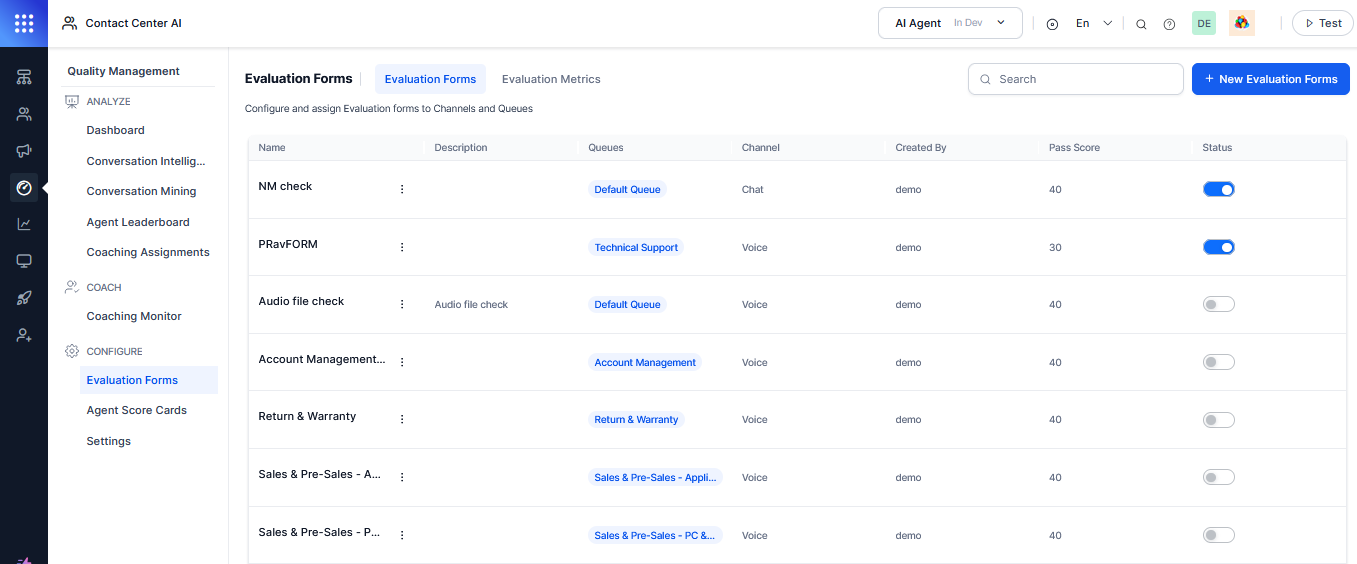 Contact Center AI
AI Agent In Dev
En
DE
Test
Quality Management
ANALYZE
Dashboard
Conversation Intellig...
Conversation Mining
Agent Leaderboard
Coaching Assignments
COACH
Coaching Monitor
CONFIGURE
Evaluation Forms
Agent Score Cards
Settings
Evaluation Forms
Evaluation Forms
Evaluation Metrics
Search
+ New Evaluation Forms
Configure and assign Evaluation forms to Channels and Queues
Name Description Queues Channel Created By Pass Score Status
NM check Default Queue Chat demo 40
PRavFORM Technical Support Voice demo 30
Audio file check Audio file check Default Queue Voice demo 40
Account Management... Account Management Voice demo 40
Return & Warranty Return & Warranty Voice demo 40
Sales & Pre-Sales - A... Sales & Pre-Sales - Appli... Voice demo 40
Sales & Pre-Sales - P... Sales & Pre-Sales - PC &... Voice demo 40